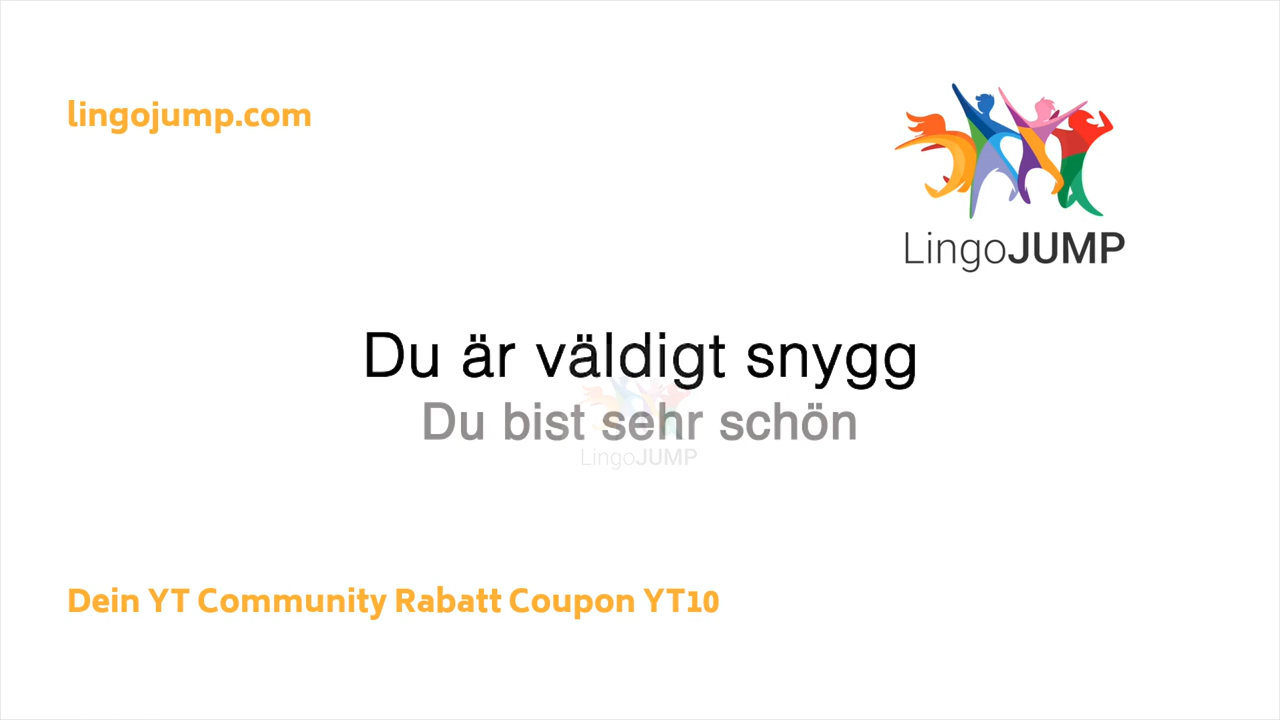 lingojump.com
LingoJUMP
Du är väldigt snygg
Du bist sehr schön
LingoJUMP
Dein YT Community Rabatt Coupon YT10